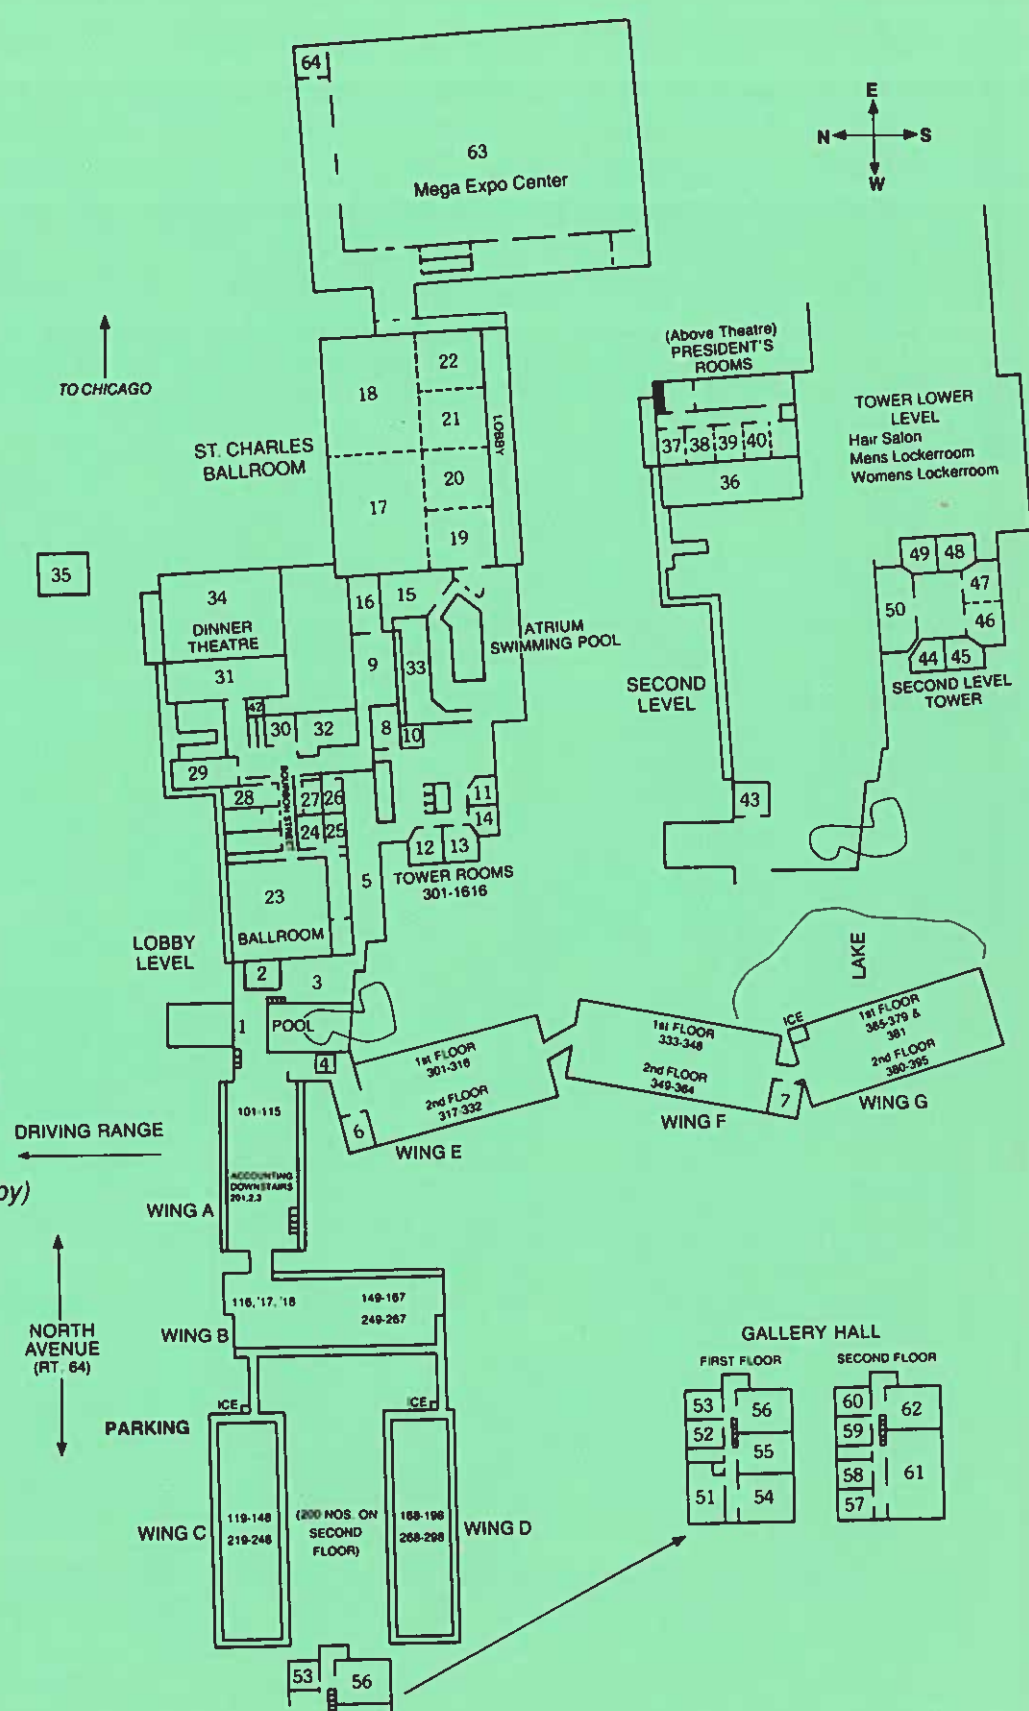 64
63
Mega Expo Center
E
N
S
W
TO CHICAGO
ST. CHARLES
BALLROOM
18
22
21
20
17
19
LOBBY
(Above Theatre)
PRESIDENT'S
ROOMS
37
38
39
40
36
TOWER LOWER
LEVEL
Hair Salon
Mens Lockerroom
Womens Lockerroom
35
34
DINNER
THEATRE
31
16
15
ATRIUM
SWIMMING POOL
9
33
42
30
32
8
10
29
28
BOURBON STREET
27
26
24
25
11
14
12
13
TOWER ROOMS
301-1616
5
23
BALLROOM
SECOND
LEVEL
49
48
47
50
46
44
45
SECOND LEVEL
TOWER
43
LOBBY
LEVEL
2
3
1
POOL
4
LAKE
1st FLOOR
301-316
2nd FLOOR
317-332
6
WING E
1st FLOOR
333-348
2nd FLOOR
349-364
WING F
ICE
7
1st FLOOR
365-379 &
381
2nd FLOOR
380-395
WING G
101-115
DRIVING RANGE
by)
ACCOUNTING
DOWNSTAIRS
201,2,3
WING A
NORTH
AVENUE
(RT. 64)
116,'17,'18
149-167
249-267
WING B
ICE
ICE
PARKING
WING C
119-148
219-248
(200 NOS. ON
SECOND
FLOOR)
168-198
268-298
WING D
GALLERY HALL
FIRST FLOOR
SECOND FLOOR
53
56
52
55
51
54
60
62
59
58
61
57
53
56